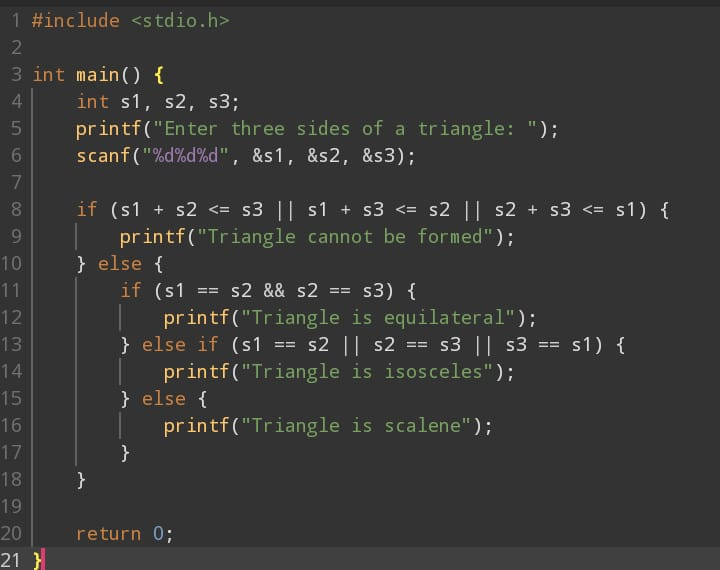 1 #include <stdio.h>
2
3 int main() {
4     int s1, s2, s3;
5     printf("Enter three sides of a triangle: ");
6     scanf("%d%d%d", &s1, &s2, &s3);
7
8     if (s1 + s2 <= s3 || s1 + s3 <= s2 || s2 + s3 <= s1) {
9         printf("Triangle cannot be formed");
10     } else {
11         if (s1 == s2 && s2 == s3) {
12             printf("Triangle is equilateral");
13         } else if (s1 == s2 || s2 == s3 || s3 == s1) {
14             printf("Triangle is isosceles");
15         } else {
16             printf("Triangle is scalene");
17         }
18     }
19
20     return 0;
21 }